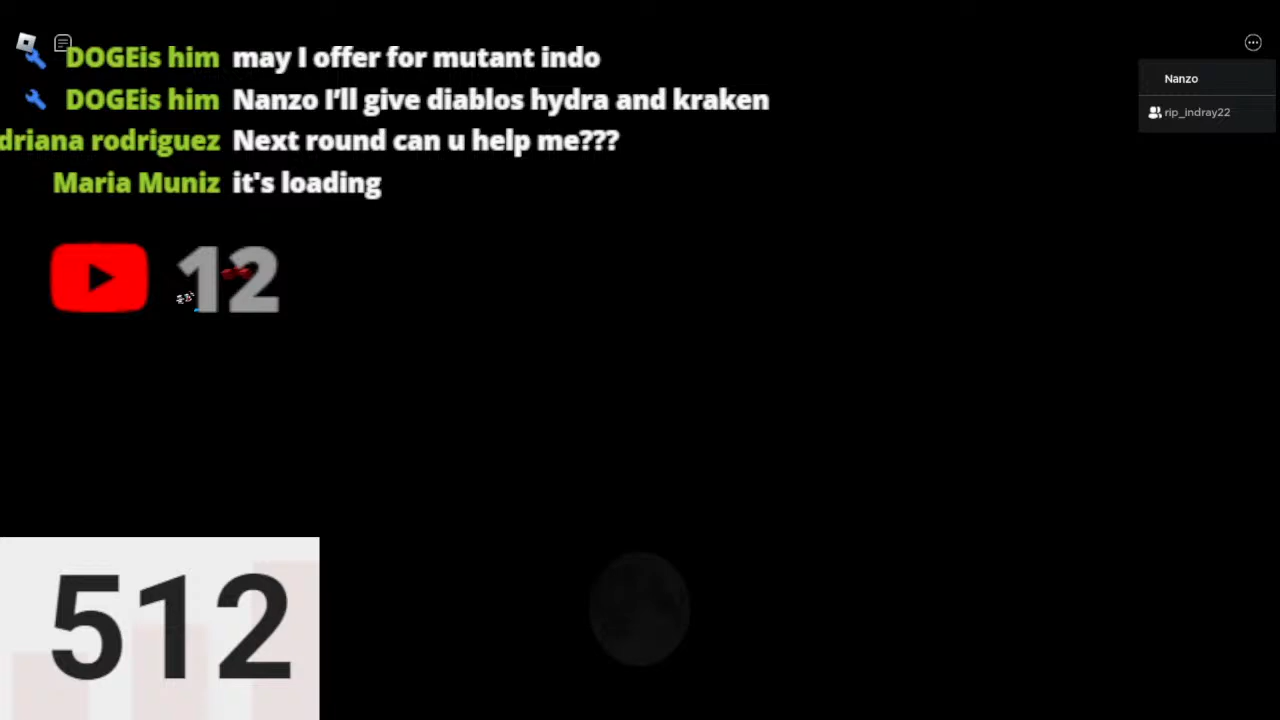 DOGEis him may I offer for mutant indo
DOGEis him Nanzo I’ll give diablos hydra and kraken
driana rodriguez Next round can u help me???
Maria Muniz it's loading
12
Nanzo
rip_indray22
512